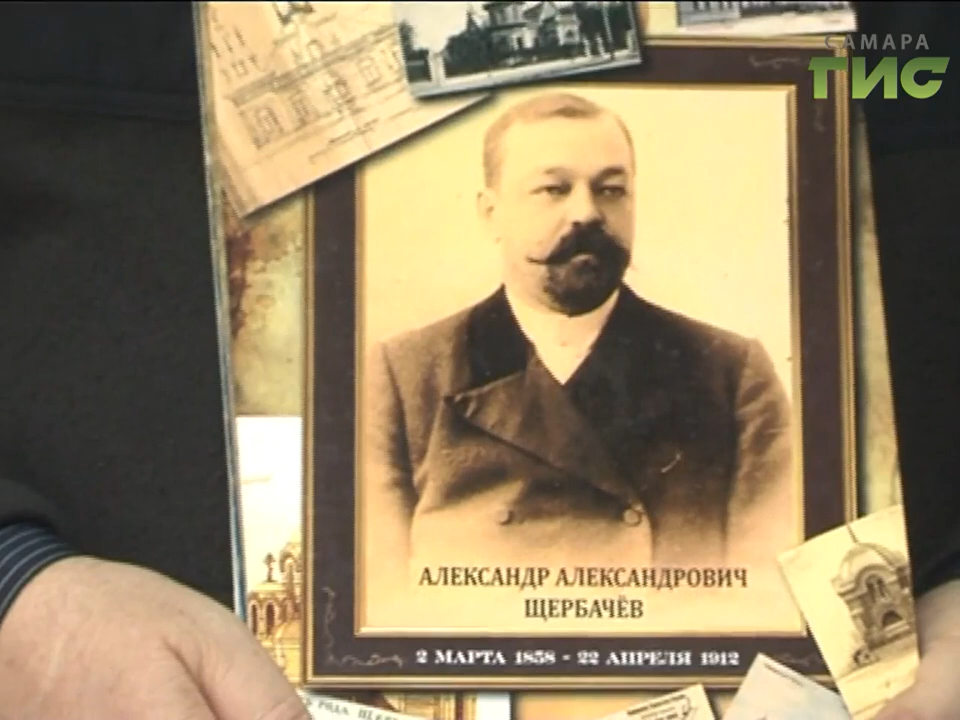 САМАРА
ГИС
АЛЕКСАНДР АЛЕКСАНДРОВИЧ
ЩЕРБАЧЁВ
2 МАРТА 1858 - 22 АПРЕЛЯ 1912